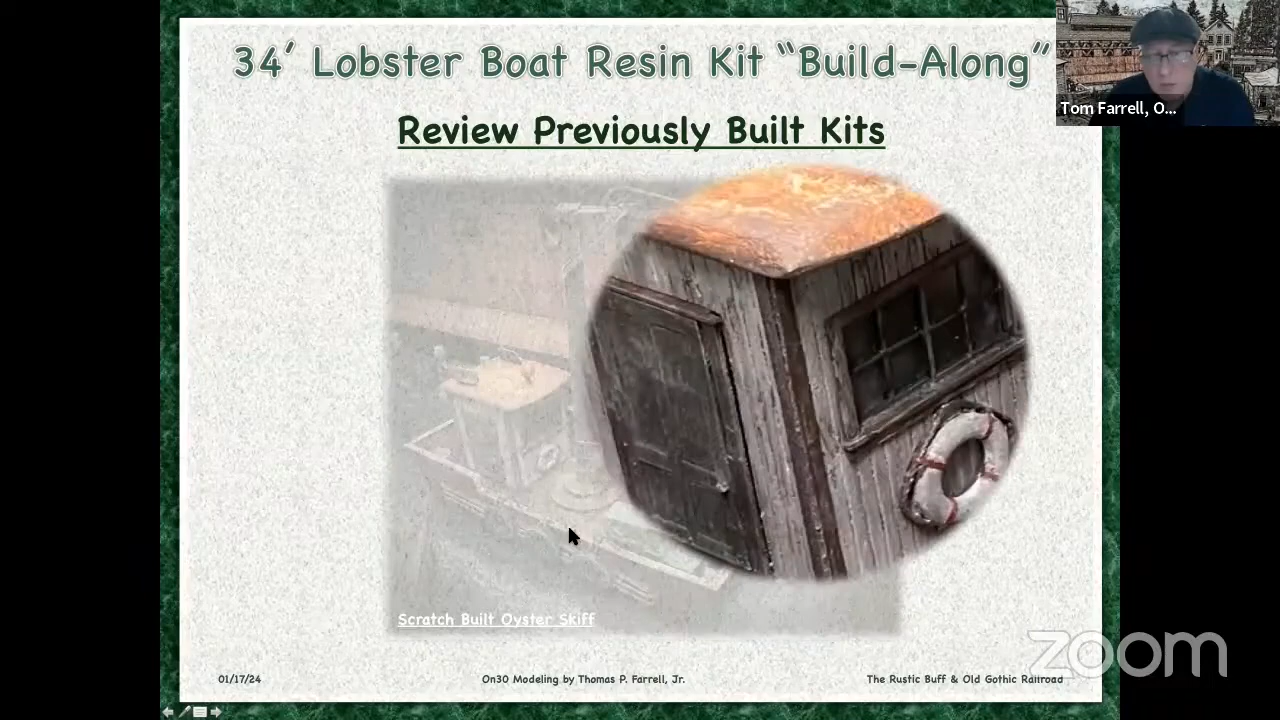 34' Lobster Boat Resin Kit “Build-Along”
Tom Farrell, O...
Review Previously Built Kits
Scratch Built Oyster Skiff
zoom
01/17/24
On30 Modeling by Thomas P. Farrell, Jr.
The Rustic Buff & Old Gothic Railroad